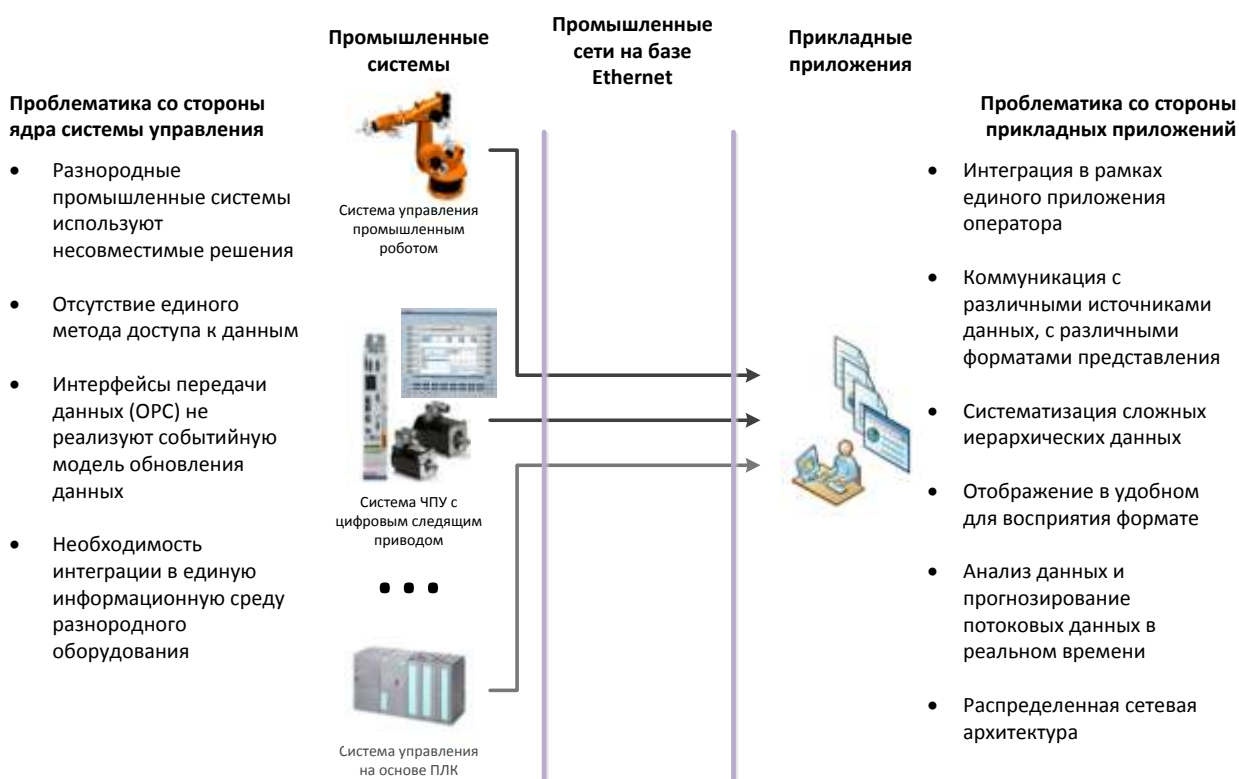 Промышленные
системы
Промышленные
сети на базе
Ethernet
Прикладные
приложения
Проблематика со стороны
ядра системы управления
• Разнородные
промышленные системы
используют
несовместимые решения
• Отсутствие единого
метода доступа к данным
• Интерфейсы передачи
данных (OPC) не
реализуют событийную
модель обновления
данных
• Необходимость
интеграции в единую
информационную среду
разнородного
оборудования
Система управления
промышленным
роботом
Система ЧПУ с
цифровым следящим
приводом
• • •
Система управления
на основе ПЛК
Проблематика со стороны
прикладных приложений
• Интеграция в рамках
единого приложения
оператора
• Коммуникация с
различными источниками
данных, с различными
форматами представления
• Систематизация сложных
иерархических данных
• Отображение в удобном
для восприятия формате
• Анализ данных и
прогнозирование
потоковых данных в
реальном времени
• Распределенная сетевая
архитектура